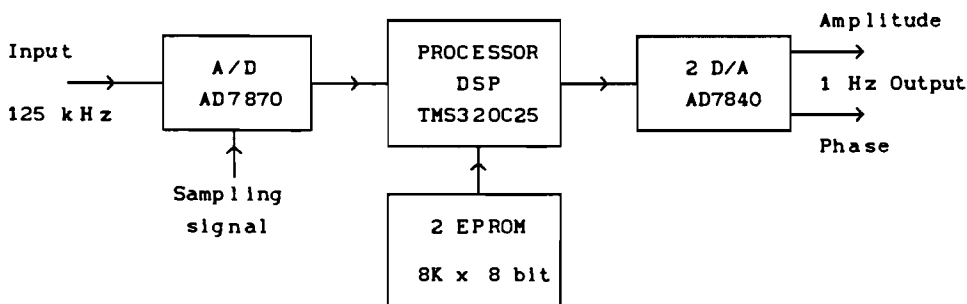 Input
125 kHz
A/D
AD7870
Sampling
signal
PROCESSOR
DSP
TMS320C25
2 EPROM
8K x 8 bit
2 D/A
AD7840
Amplitude
1 Hz Output
Phase